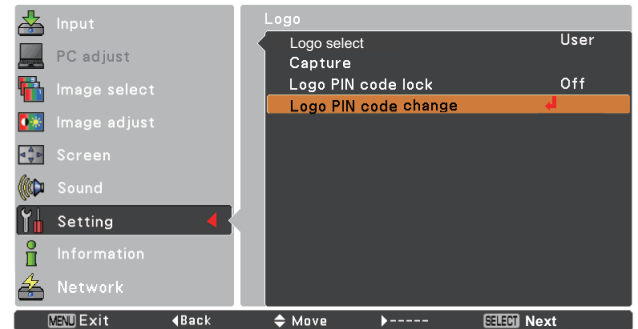 Input
PC adjust
Image select
Image adjust
Screen
Sound
Setting
Information
Network
Logo
Logo select User
Capture
Logo PIN code lock Off
Logo PIN code change
MENU Exit Back Move ----- SELECT Next